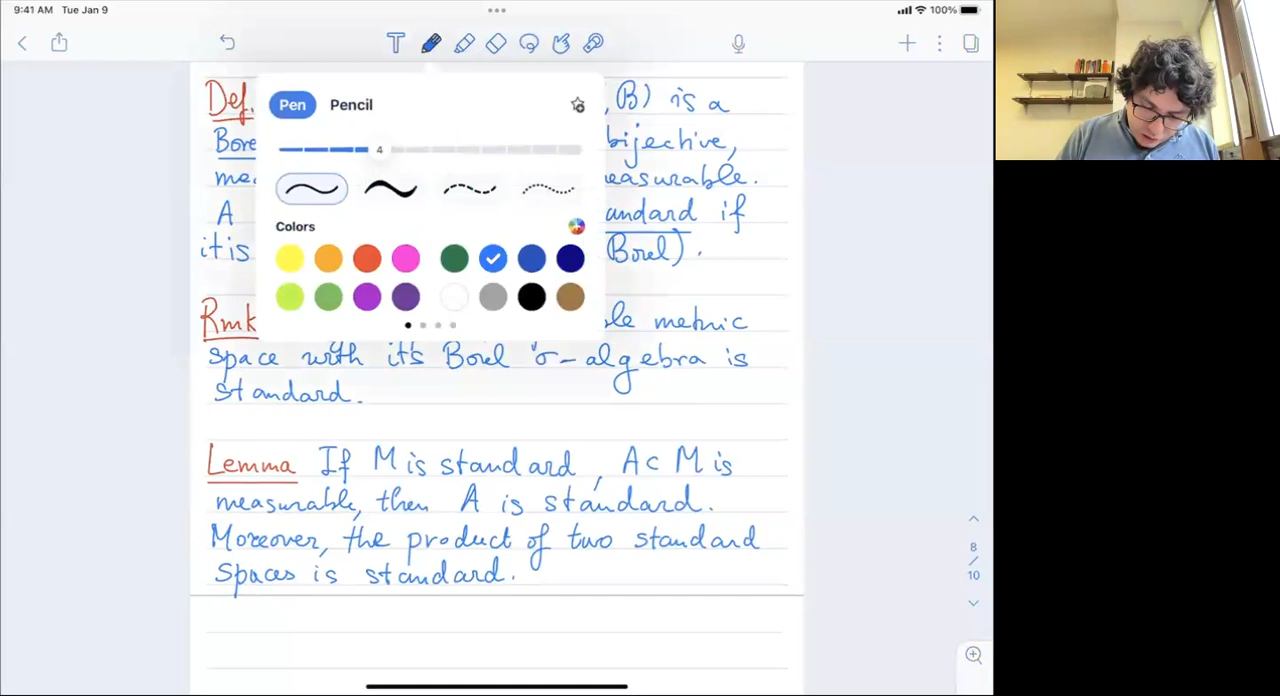 9:41 AM Tue Jan 9
100%
Def. , B) is a
Pen Pencil
Bore bijective,
4
mea easurable.
A andard if
Colors
it is Borel).
Rmk le metric
space with it's Borel σ-algebra is
standard.
Lemma If M is standard, A ⊂ M is
measurable, then A is standard.
Moreover, the product of two standard
spaces is standard.
8
/
10